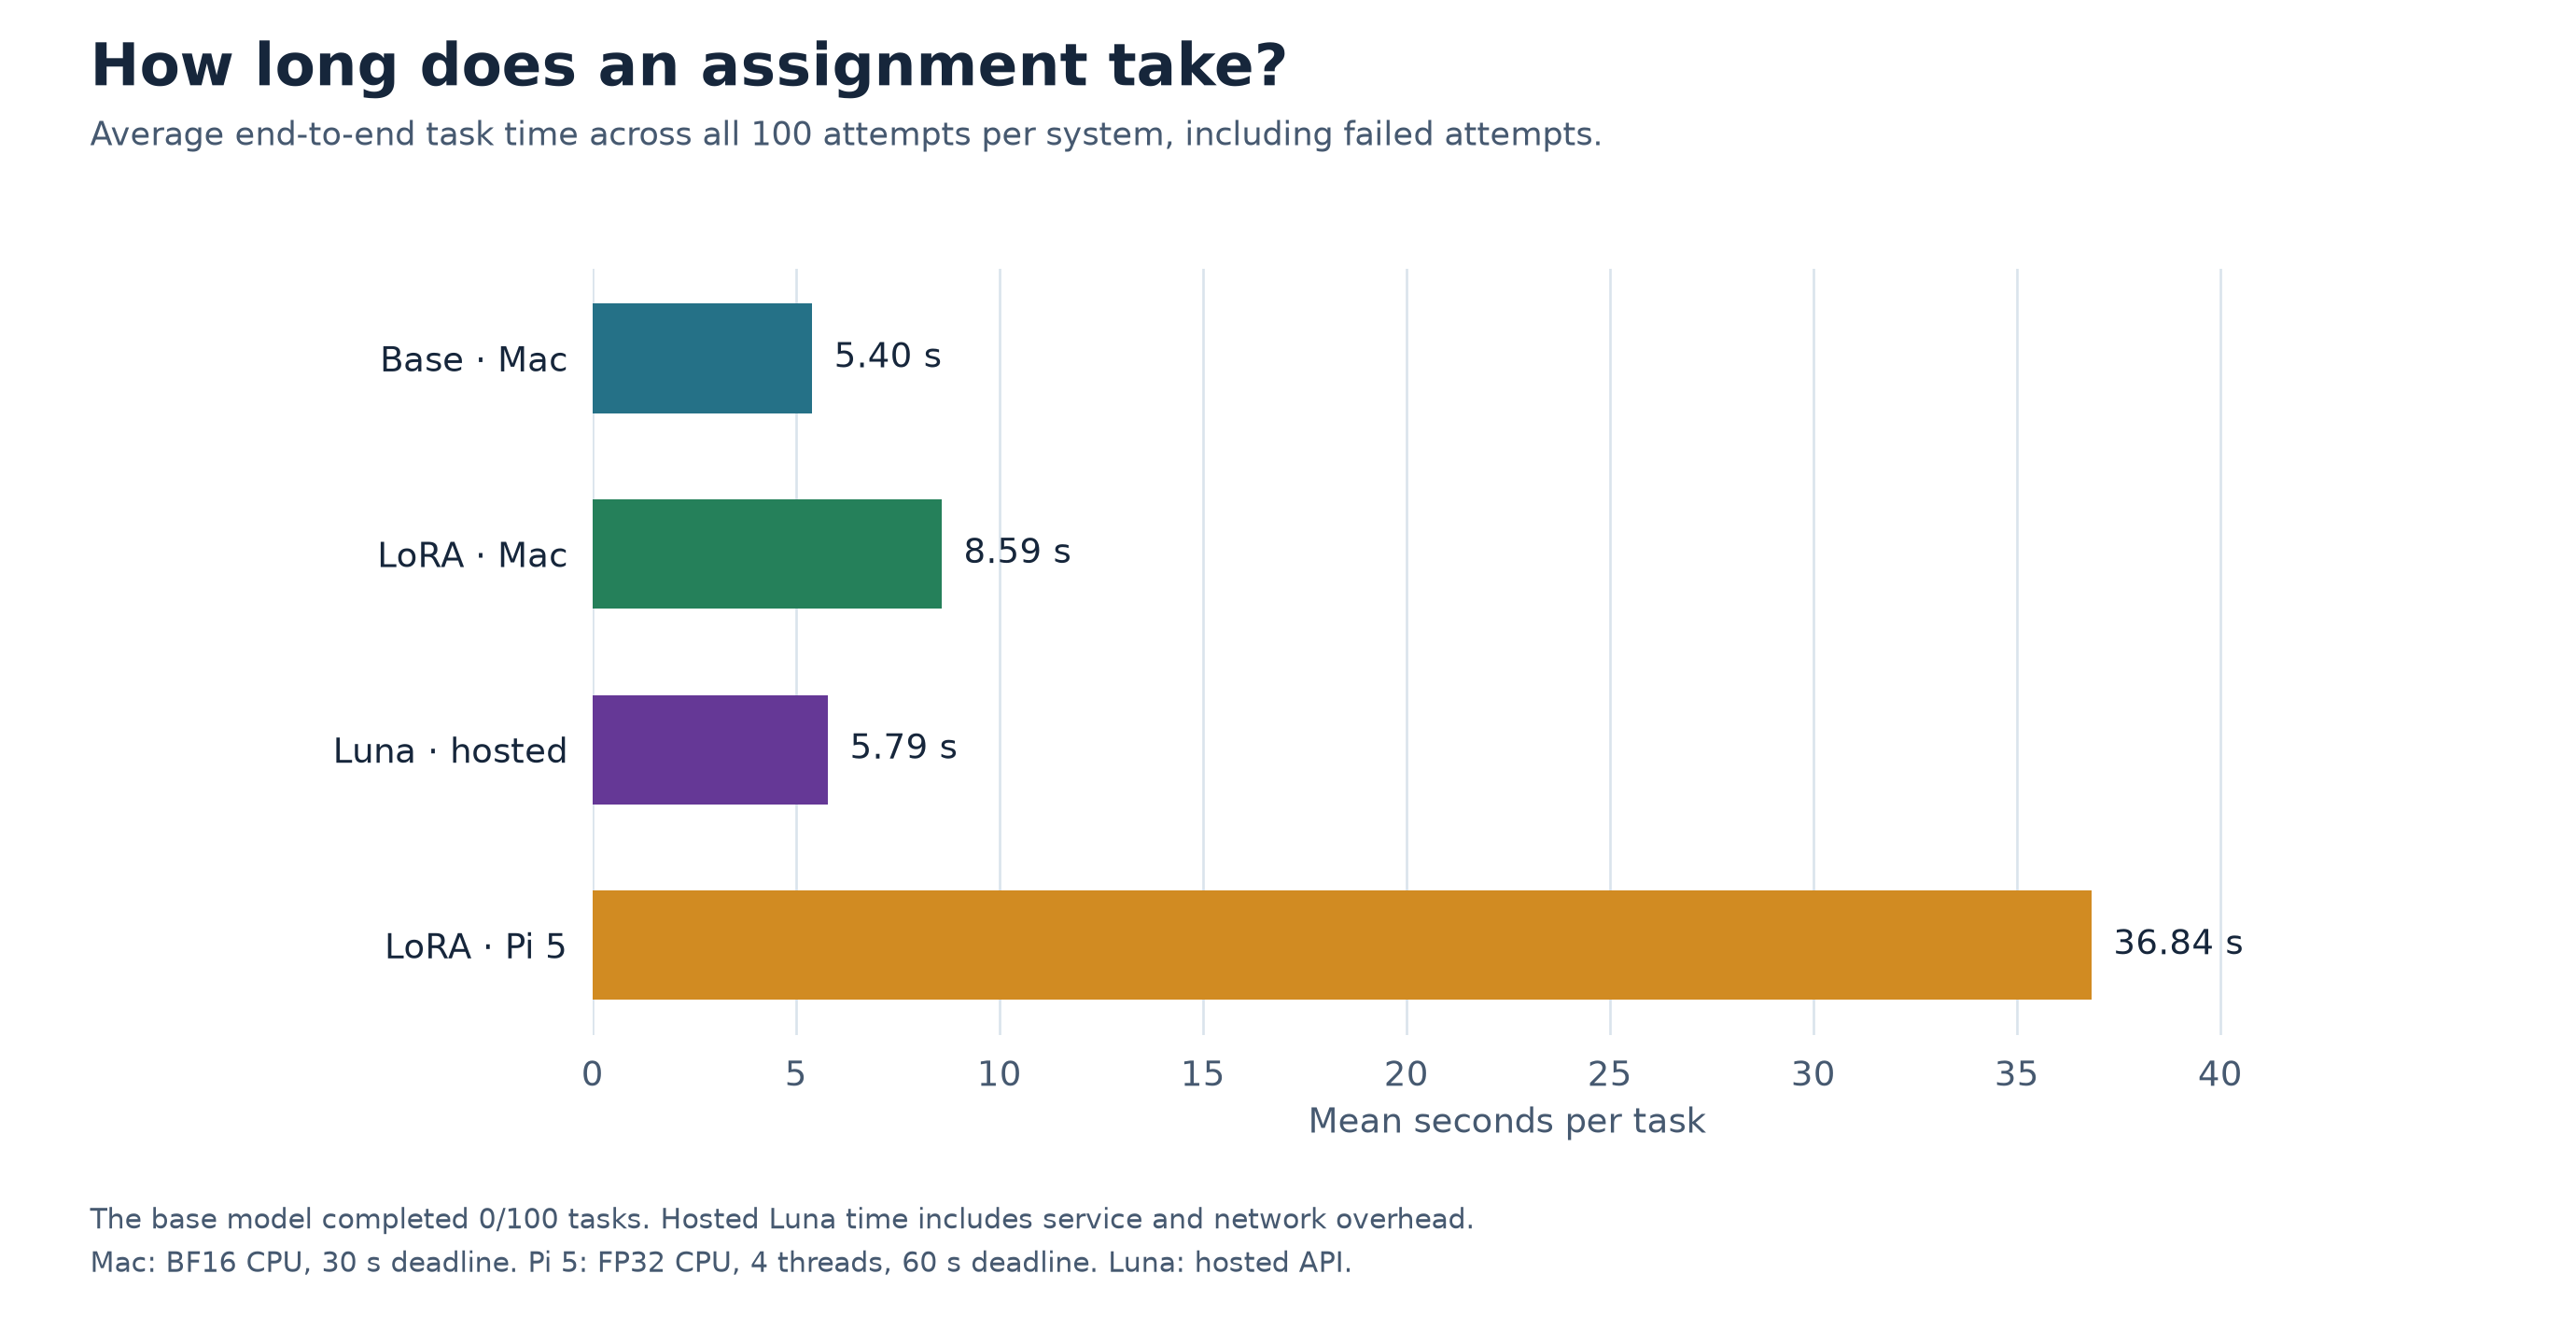 How long does an assignment take?
Average end-to-end task time across all 100 attempts per system, including failed attempts.
Base · Mac
5.40 s
LoRA · Mac
8.59 s
Luna · hosted
5.79 s
LoRA · Pi 5
36.84 s
0 5 10 15 20 25 30 35 40
Mean seconds per task
The base model completed 0/100 tasks. Hosted Luna time includes service and network overhead.
Mac: BF16 CPU, 30 s deadline. Pi 5: FP32 CPU, 4 threads, 60 s deadline. Luna: hosted API.